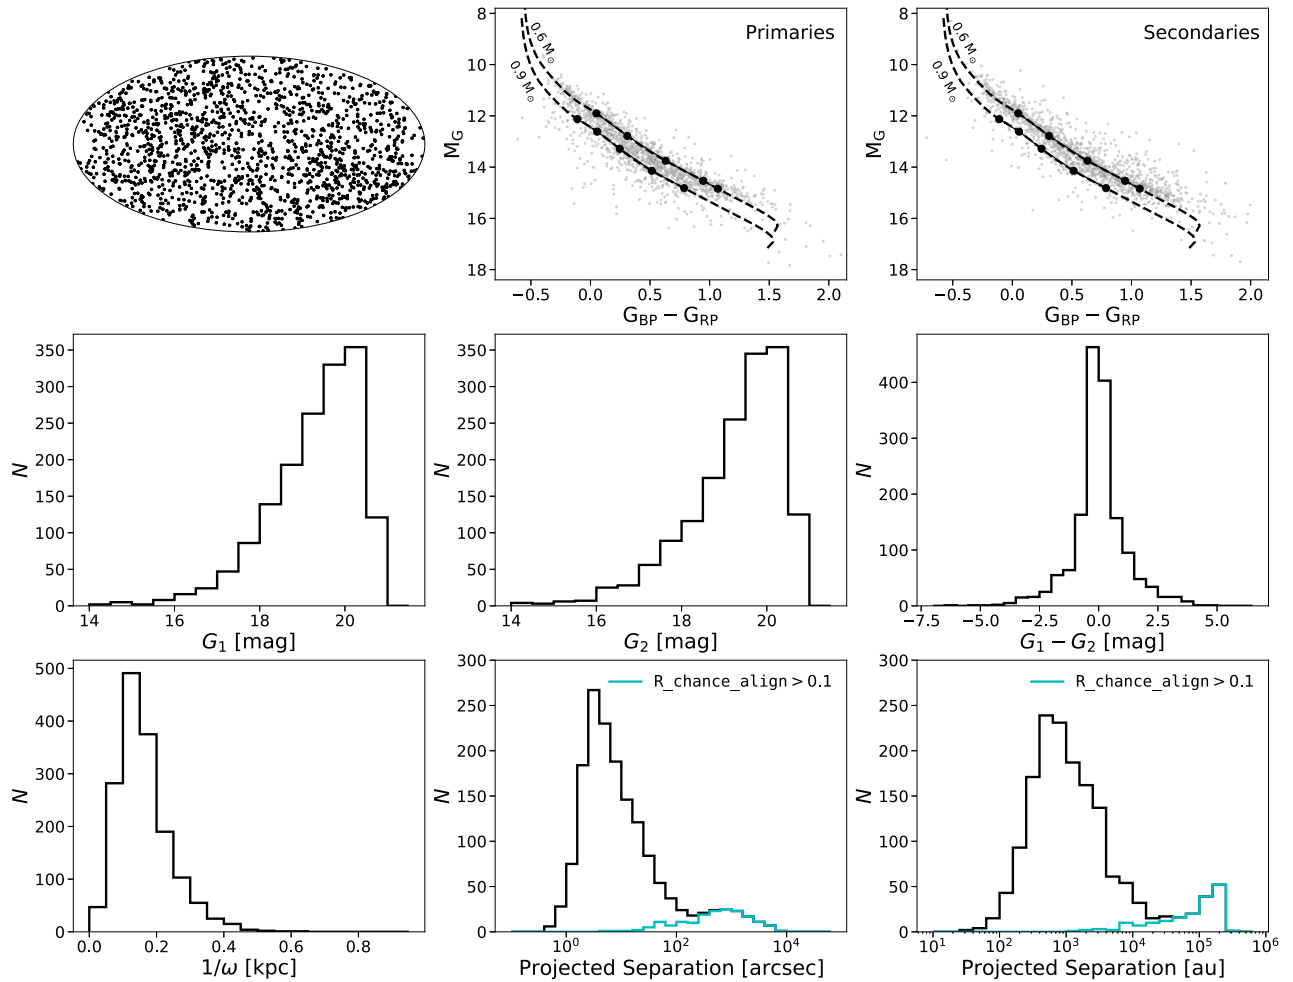 8
10
12
14
16
18
M_G
0.6 M⊙
0.9 M⊙
Primaries
−0.5 0.0 0.5 1.0 1.5 2.0
G_BP − G_RP
8
10
12
14
16
18
M_G
0.6 M⊙
0.9 M⊙
Secondaries
−0.5 0.0 0.5 1.0 1.5 2.0
G_BP − G_RP
350
300
250
200
150
100
50
0
N
14 16 18 20
G_1 [mag]
350
300
250
200
150
100
50
0
N
14 16 18 20
G_2 [mag]
400
300
200
100
0
N
−7.5 −5.0 −2.5 0.0 2.5 5.0
G_1 − G_2 [mag]
500
400
300
200
100
0
N
0.0 0.2 0.4 0.6 0.8
1/ω [kpc]
300
250
200
150
100
50
0
N
R_chance_align > 0.1
10^0 10^2 10^4
Projected Separation [arcsec]
300
250
200
150
100
50
0
N
R_chance_align > 0.1
10^1 10^2 10^3 10^4 10^5 10^6
Projected Separation [au]